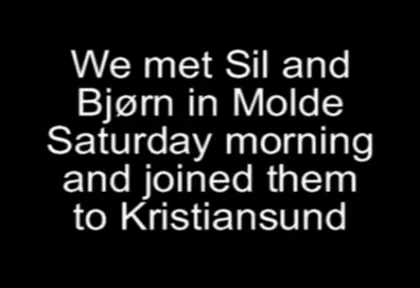 We met Sil and
Bjørn in Molde
Saturday morning
and joined them
to Kristiansund